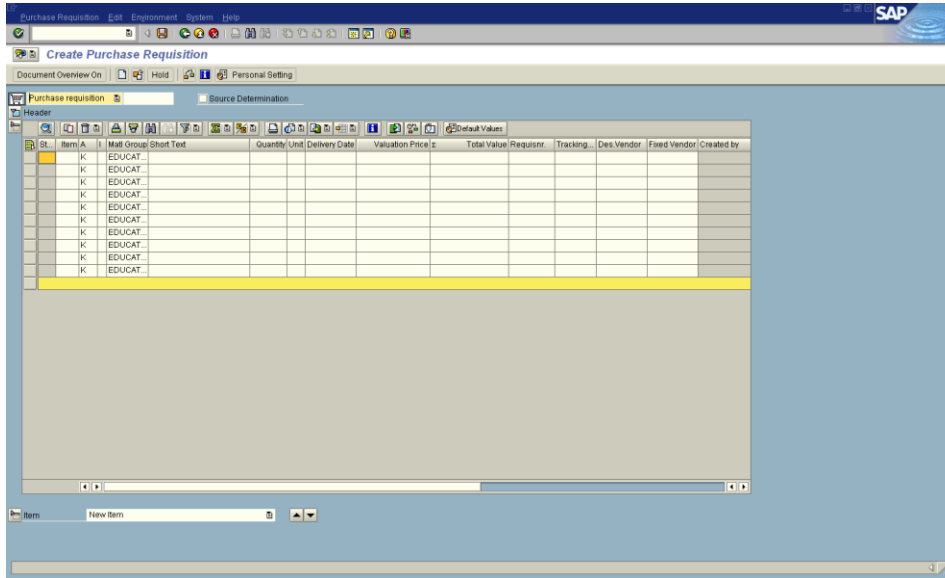 Purchase Requisition Edit Environment System Help
SAP
Create Purchase Requisition
Document Overview On Hold Personal Setting
Purchase requisition Source Determination
Header
Default Values
St... Item A I Matl Group Short Text Quantity Unit Delivery Date Valuation Price Σ Total Value Requisnr. Tracking... Des.Vendor Fixed Vendor Created by
K EDUCAT...
K EDUCAT...
K EDUCAT...
K EDUCAT...
K EDUCAT...
K EDUCAT...
K EDUCAT...
K EDUCAT...
K EDUCAT...
K EDUCAT...
Item New Item